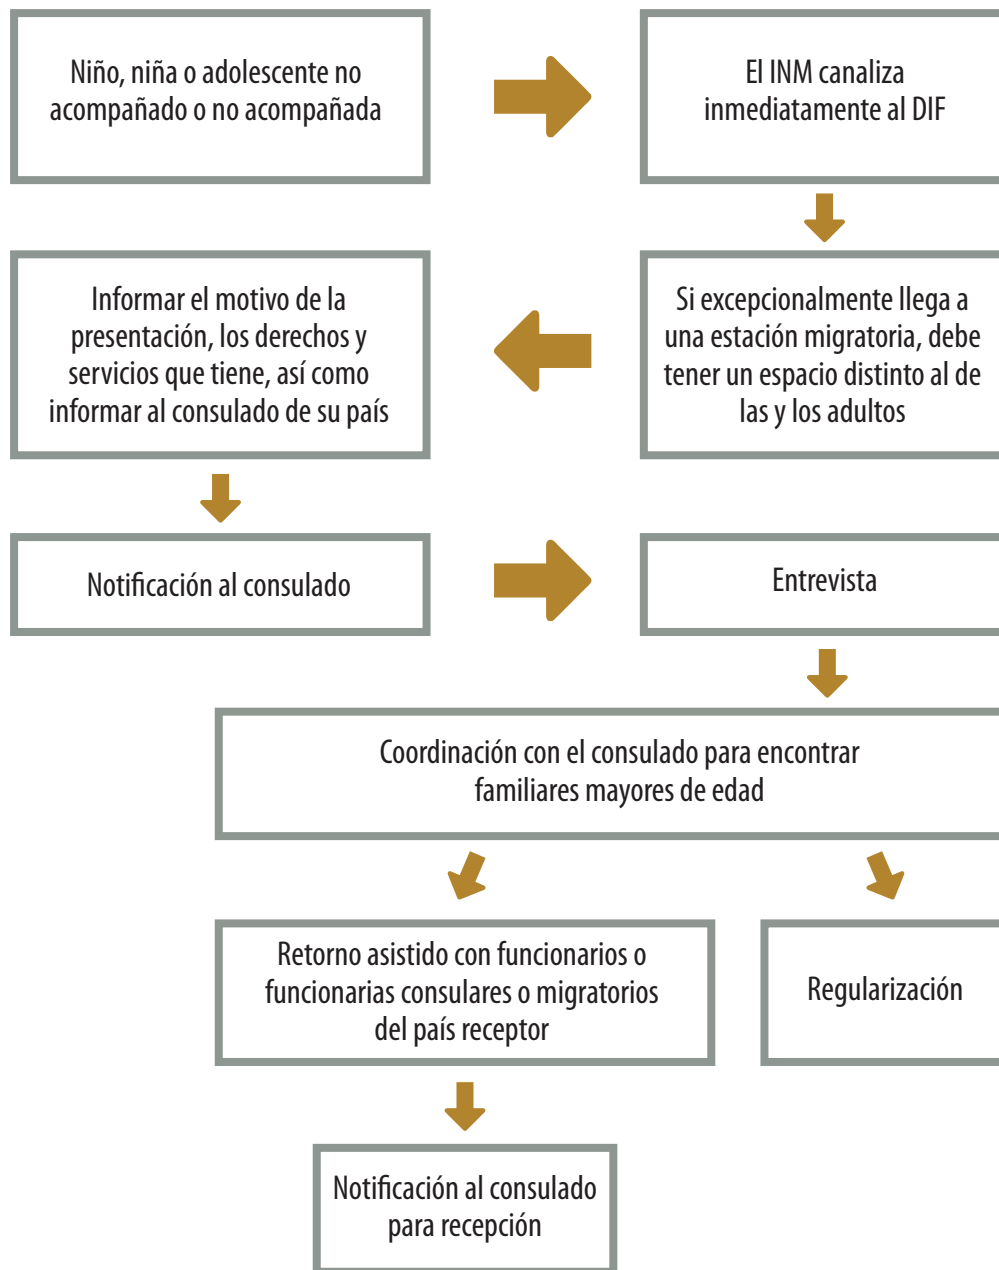 Niño, niña o adolescente no
acompañado o no acompañada
El INM canaliza
inmediatamente al DIF
Si excepcionalmente llega a
una estación migratoria, debe
tener un espacio distinto al de
las y los adultos
Informar el motivo de la
presentación, los derechos y
servicios que tiene, así como
informar al consulado de su país
Notificación al consulado
Entrevista
Coordinación con el consulado para encontrar
familiares mayores de edad
Retorno asistido con funcionarios o
funcionarias consulares o migratorios
del país receptor
Regularización
Notificación al consulado
para recepción